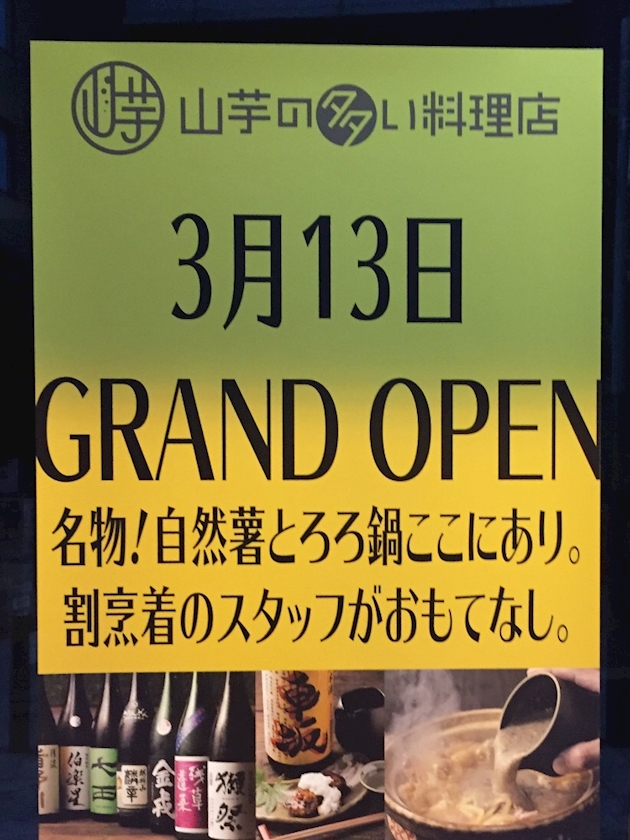 山芋の多い料理店
3月13日
GRAND OPEN
名物!自然薯とろろ鍋ここにあり。
割烹着のスタッフがおもてなし。
伯楽星
獺祭